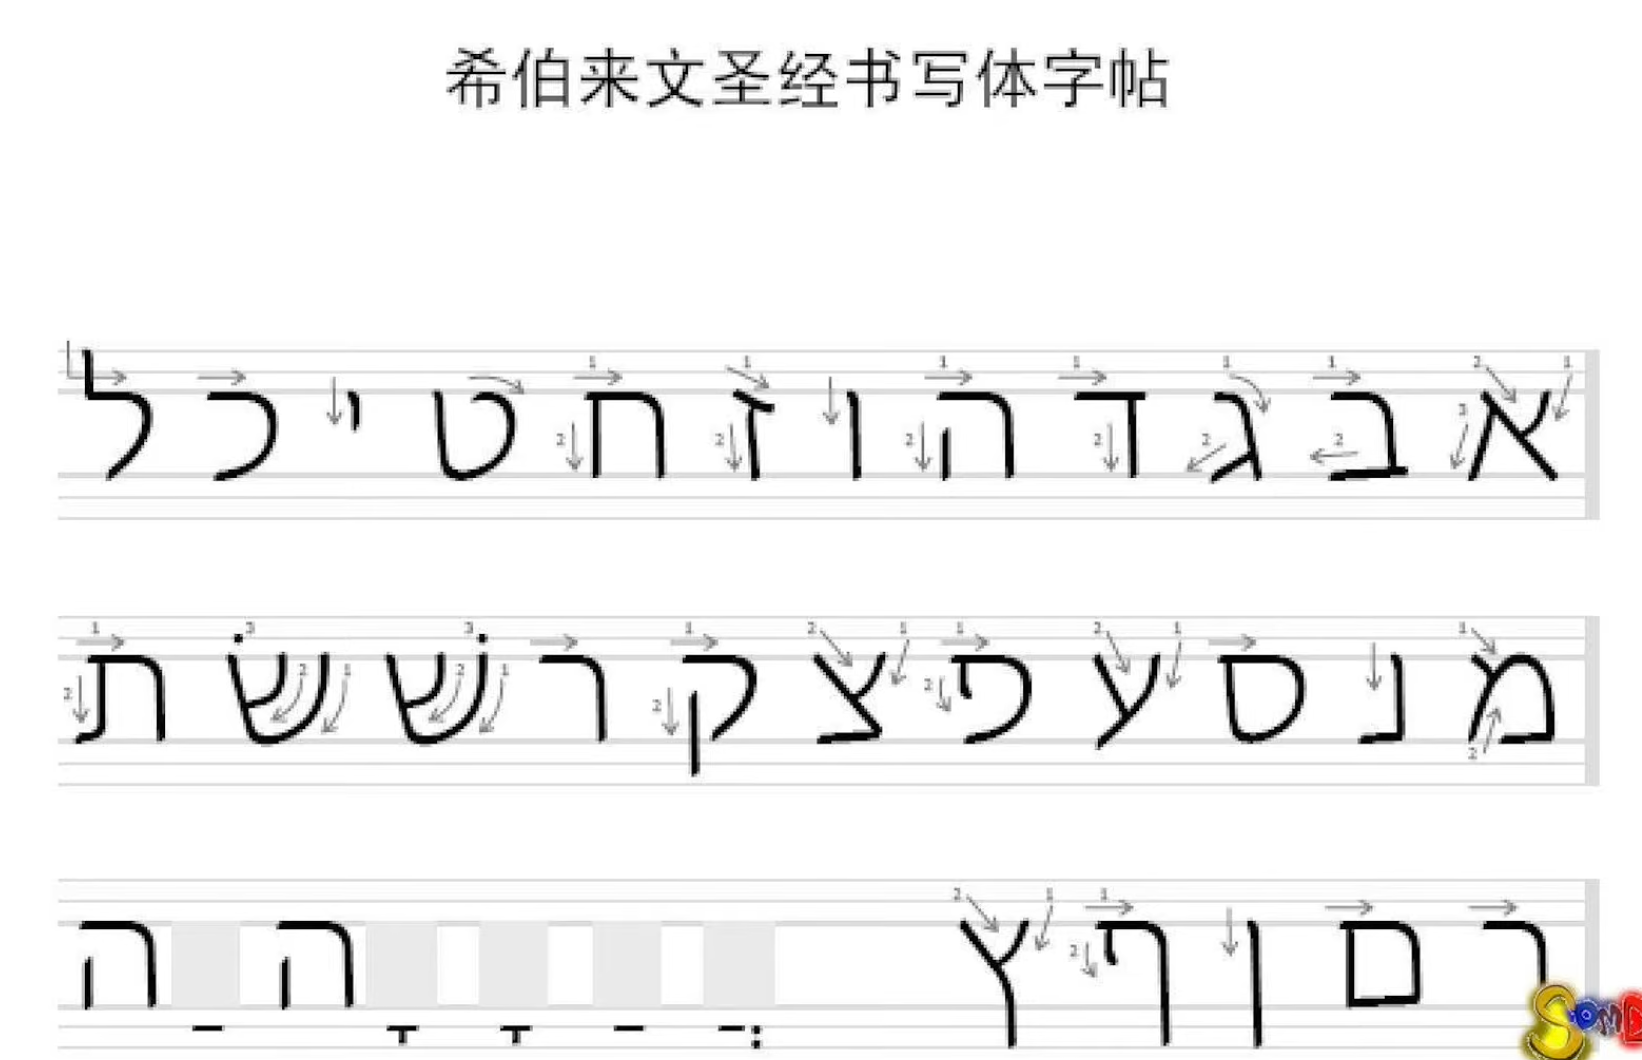 希伯来文圣经书写体字帖
א ב ג ד ה ו ז ח ט י כ ל
מ נ ס ע פ צ ק ר שׁ שׂ ת
ם ן ף ץ ֲ ַ ָ ָה ַה